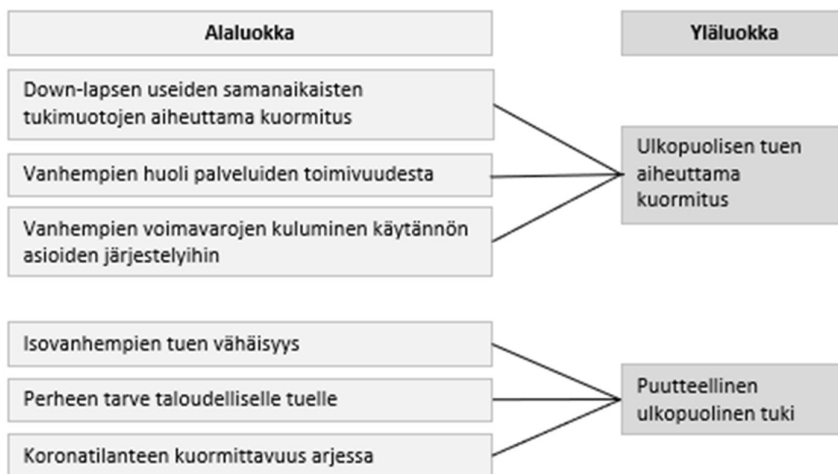 Alaluokka
Yläluokka
Down-lapsen useiden samanaikaisten
tukimuotojen aiheuttama kuormitus
Vanhempien huoli palveluiden toimivuudesta
Vanhempien voimavarojen kuluminen käytännön
asioiden järjestelyihin
Ulkopuolisen tuen
aiheuttama
kuormitus
Isovanhempien tuen vähäisyys
Perheen tarve taloudelliselle tuelle
Koronatilanteen kuormittavuus arjessa
Puutteellinen
ulkopuolinen tuki